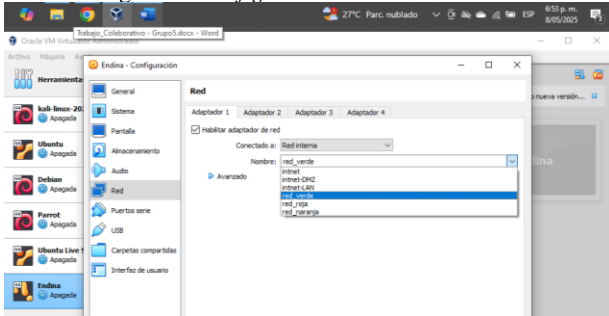 27°C Parc. nublado
ESP
6:53 p. m.
8/05/2025
Trabajo_Colaborativo - Grupo5.docx - Word
Oracle VM VirtualBox Administrador
Archivo Máquina
Endina - Configuración
Herramienta
nueva versión...
General
Red
kali-linux-20
Apagada
Sistema
Adaptador 1 Adaptador 2 Adaptador 3 Adaptador 4
Pantalla
Habilitar adaptador de red
Ubuntu
Apagada
Almacenamiento
Conectado a: Red interna
Audio
Nombre: red_verde
dina
Debian
Apagada
Red
Avanzado
intnet
intnet-DMZ
intnet-LAN
red_verde
red_roja
red_naranja
Puertos serie
Parrot
Apagada
USB
Ubuntu Live S
Apagada
Carpetas compartidas
Interfaz de usuario
Endina
Apagada